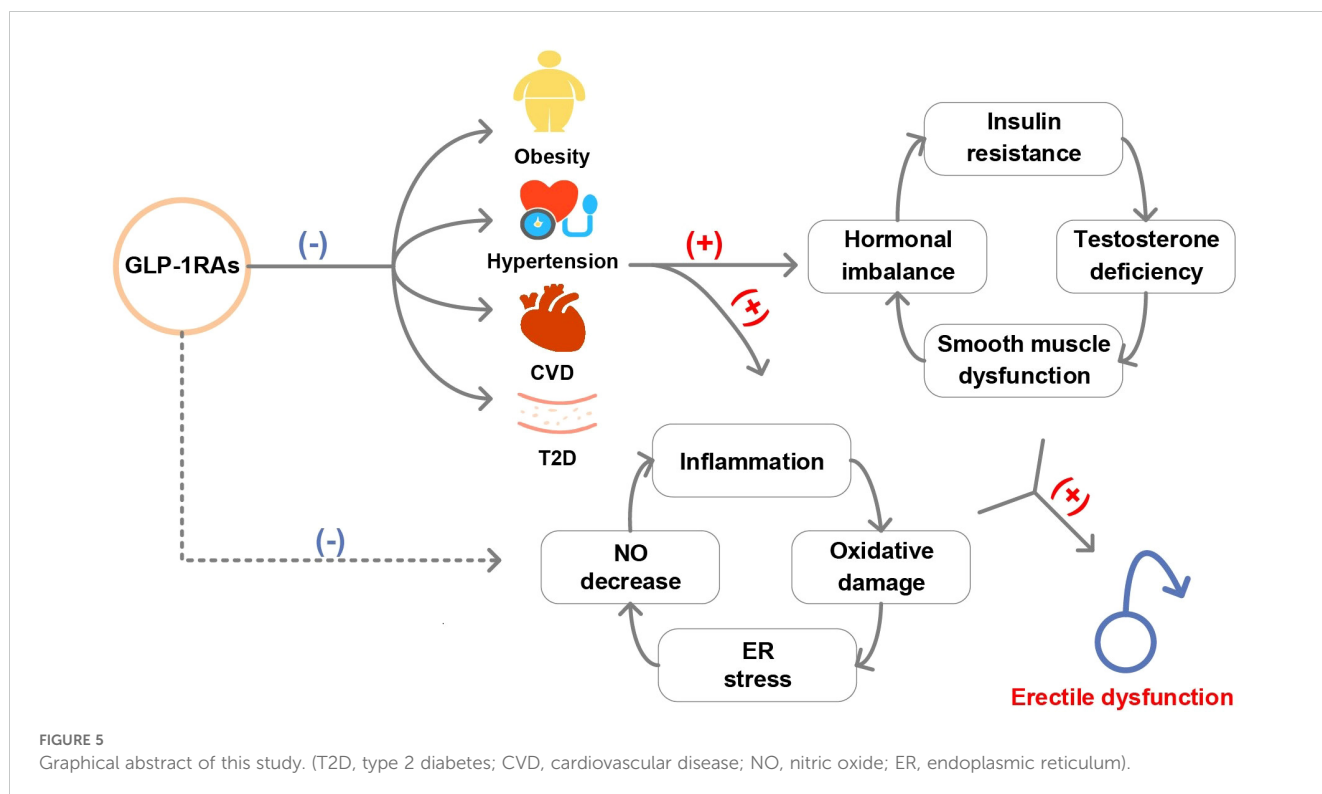 GLP-1RAs
(-)
Obesity
Hypertension
CVD
T2D
(+)
(+)
Insulin
resistance
Hormonal
imbalance
Testosterone
deficiency
Smooth muscle
dysfunction
(-)
Inflammation
NO
decrease
Oxidative
damage
ER
stress
(+)
Erectile dysfunction
FIGURE 5
Graphical abstract of this study. (T2D, type 2 diabetes; CVD, cardiovascular disease; NO, nitric oxide; ER, endoplasmic reticulum).